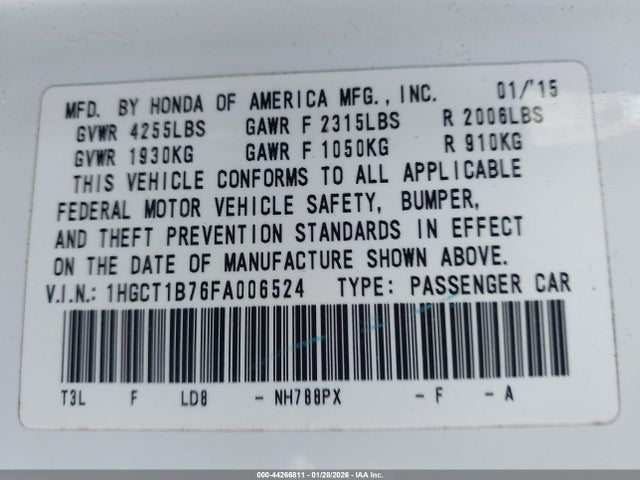 MFD. BY HONDA OF AMERICA MFG., INC. 01/'15
GVWR 4255LBS GAWR F 2315LBS R 2006LBS
GVWR 1930KG GAWR F 1050KG R 910KG
THIS VEHICLE CONFORMS TO ALL APPLICABLE
FEDERAL MOTOR VEHICLE SAFETY, BUMPER,
AND THEFT PREVENTION STANDARDS IN EFFECT
ON THE DATE OF MANUFACTURE SHOWN ABOVE.
V.I.N.: 1HGCT1B76FA006524 TYPE: PASSENGER CAR
T3L F LD8 - NH788PX - F - A
000-44266811 - 01/28/2026 - IAA Inc.